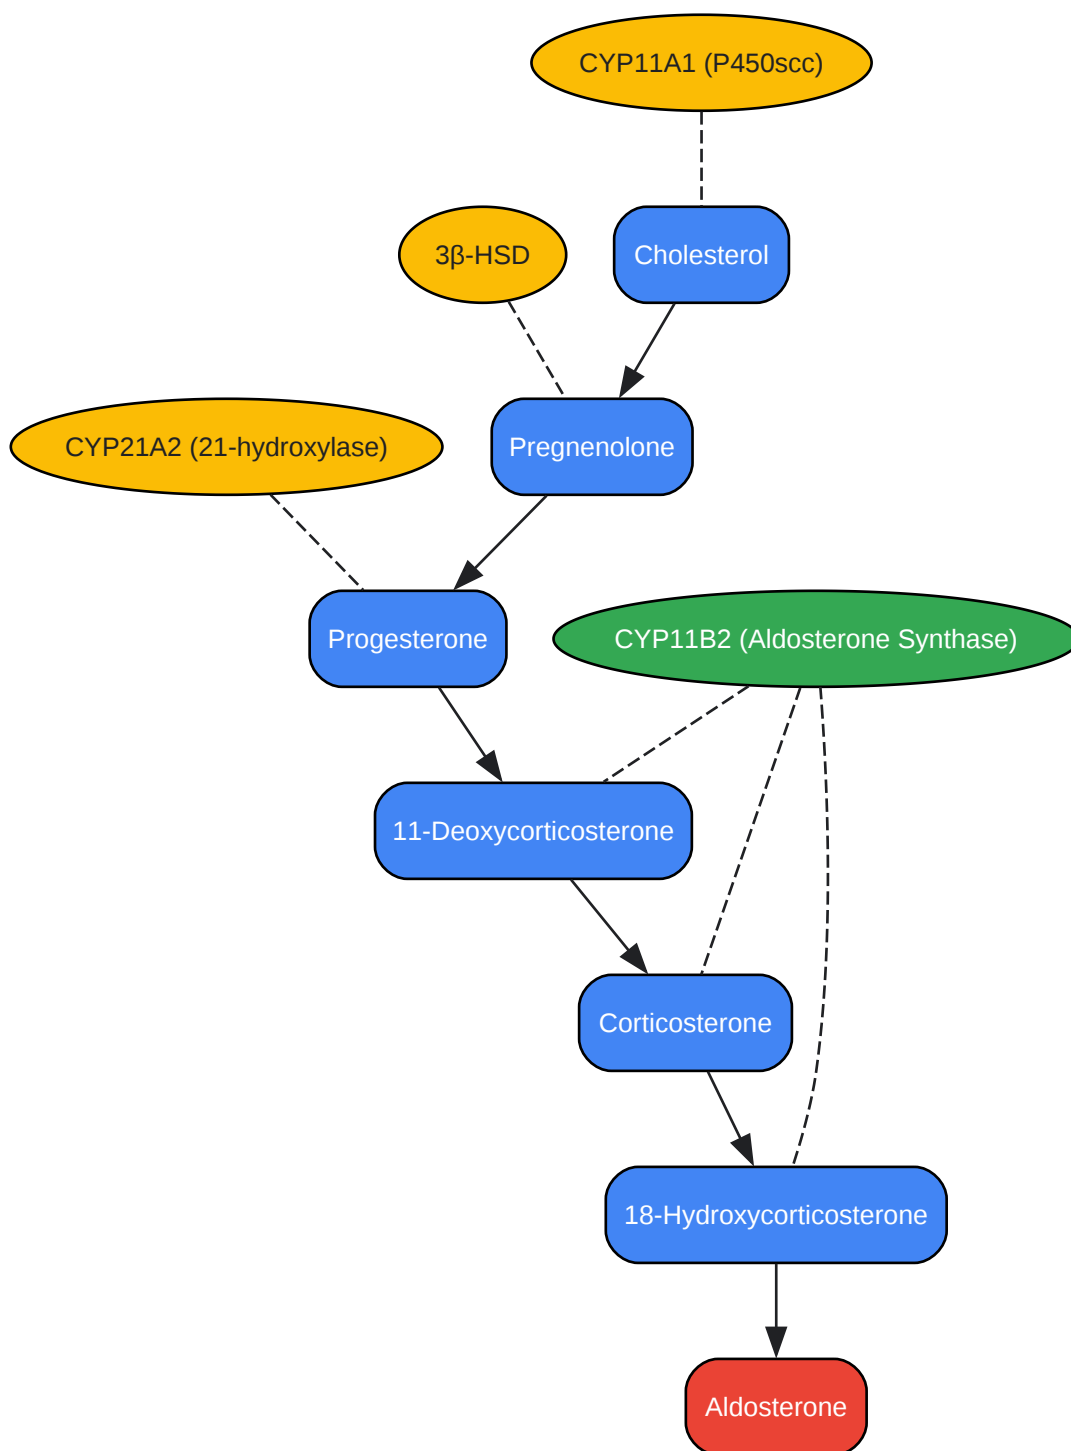 CYP11A1 (P450scc)
3β-HSD
Cholesterol
CYP21A2 (21-hydroxylase)
Pregnenolone
Progesterone
CYP11B2 (Aldosterone Synthase)
11-Deoxycorticosterone
Corticosterone
18-Hydroxycorticosterone
Aldosterone